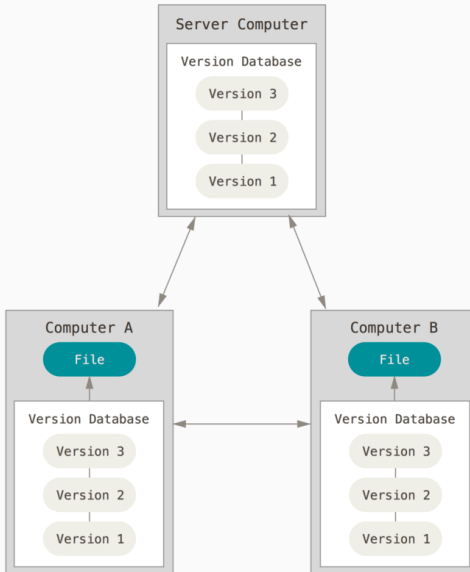 Server Computer
Version Database
Version 3
Version 2
Version 1
Computer A
File
Version Database
Version 3
Version 2
Version 1
Computer B
File
Version Database
Version 3
Version 2
Version 1